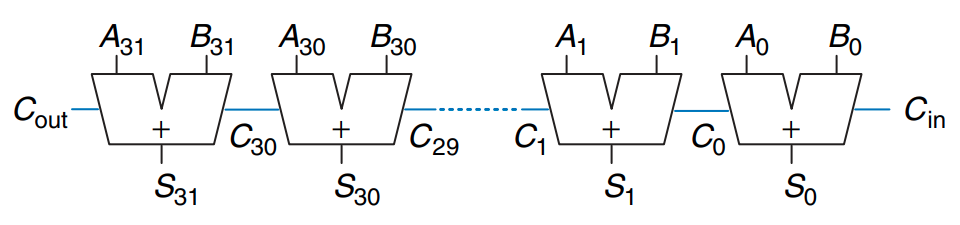 A31 B31 A30 B30 A1 B1 A0 B0
Cout Cin
+ C30 + C29 C1 + C0 +
S31 S30 S1 S0